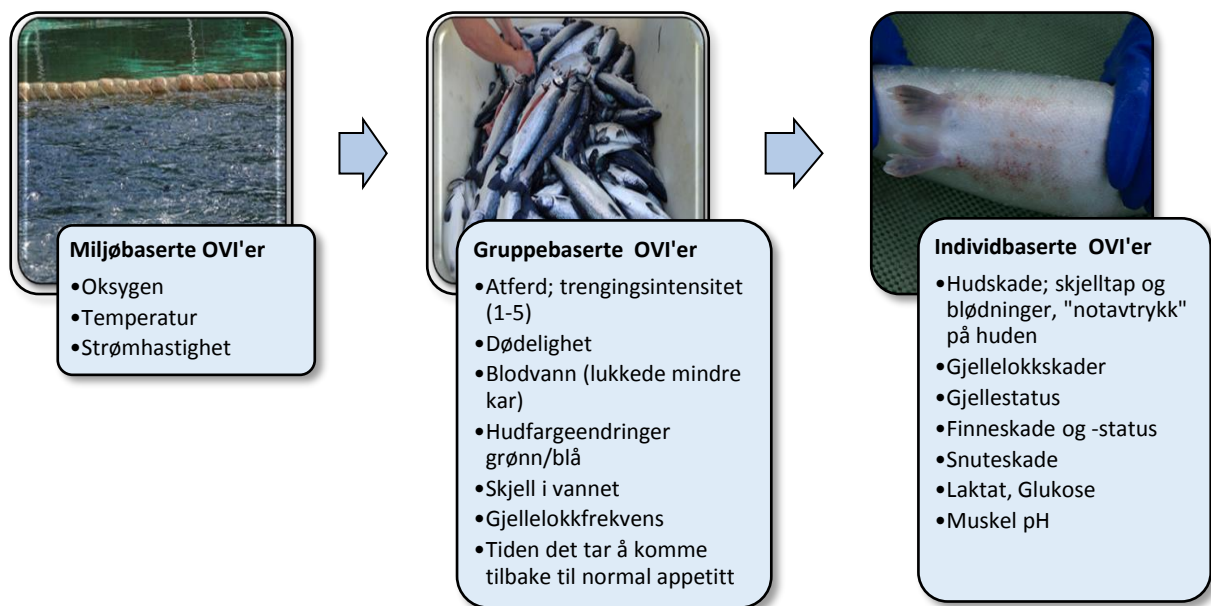 Miljøbaserte OVI'er
•Oksygen
•Temperatur
•Strømhastighet
Gruppebaserte  OVI'er
•Atferd; trengingsintensitet
(1-5)
•Dødelighet
•Blodvann (lukkede mindre
kar)
•Hudfargeendringer
grønn/blå
•Skjell i vannet
•Gjellelokkfrekvens
•Tiden det tar å komme
tilbake til normal appetitt
Individbaserte  OVI'er
•Hudskade; skjelltap og
blødninger, "notavtrykk"
på huden
•Gjellelokkskader
•Gjellestatus
•Finneskade og -status
•Snuteskade
•Laktat, Glukose
•Muskel pH